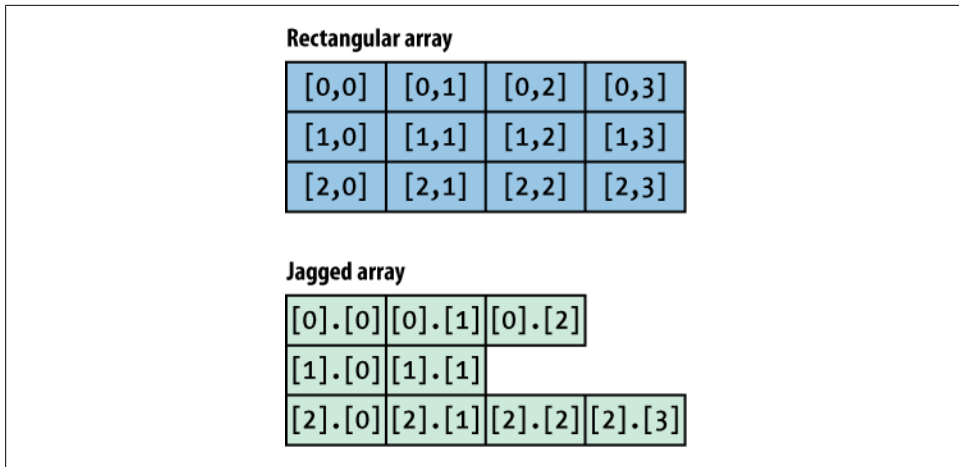 Rectangular array
[0,0] [0,1] [0,2] [0,3]
[1,0] [1,1] [1,2] [1,3]
[2,0] [2,1] [2,2] [2,3]
Jagged array
[0].[0] [0].[1] [0].[2]
[1].[0] [1].[1]
[2].[0] [2].[1] [2].[2] [2].[3]